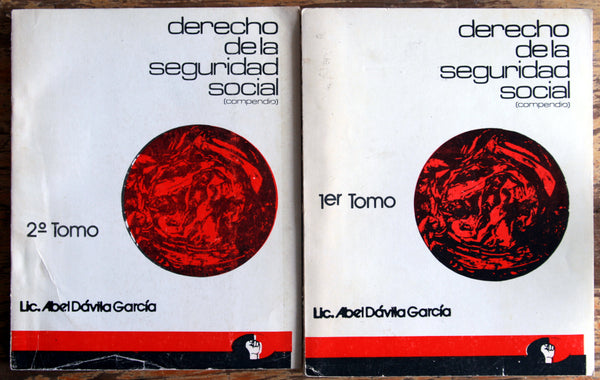 derecho
de la
seguridad
social
(compendio)
2º Tomo
Lic. Abel Dávila García
derecho
de la
seguridad
social
(compendio)
1er Tomo
Lic. Abel Dávila García